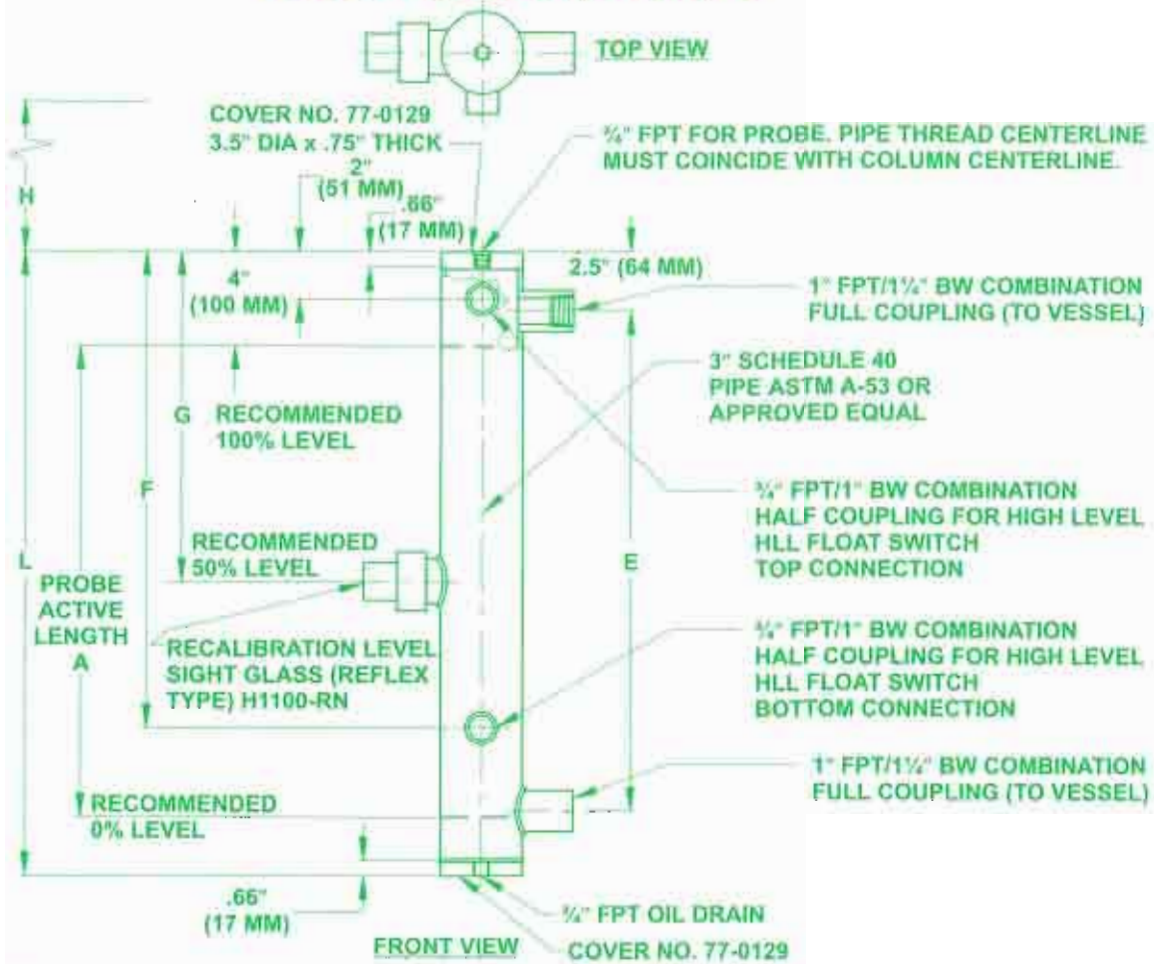 TOP VIEW
COVER NO. 77-0129
3.5" DIA x .75" THICK
2"
(51 MM)
.66"
(17 MM)
¾" FPT FOR PROBE. PIPE THREAD CENTERLINE
MUST COINCIDE WITH COLUMN CENTERLINE.
H
4"
(100 MM)
2.5" (64 MM)
1" FPT/1¼" BW COMBINATION
FULL COUPLING (TO VESSEL)
3" SCHEDULE 40
PIPE ASTM A-53 OR
APPROVED EQUAL
G
RECOMMENDED
100% LEVEL
F
¾" FPT/1" BW COMBINATION
HALF COUPLING FOR HIGH LEVEL
HLL FLOAT SWITCH
TOP CONNECTION
RECOMMENDED
50% LEVEL
L
E
PROBE
ACTIVE
LENGTH
A
RECALIBRATION LEVEL
SIGHT GLASS (REFLEX
TYPE) H1100-RN
¾" FPT/1" BW COMBINATION
HALF COUPLING FOR HIGH LEVEL
HLL FLOAT SWITCH
BOTTOM CONNECTION
1" FPT/1¼" BW COMBINATION
FULL COUPLING (TO VESSEL)
RECOMMENDED
0% LEVEL
.66"
(17 MM)
¾" FPT OIL DRAIN
FRONT VIEW
COVER NO. 77-0129